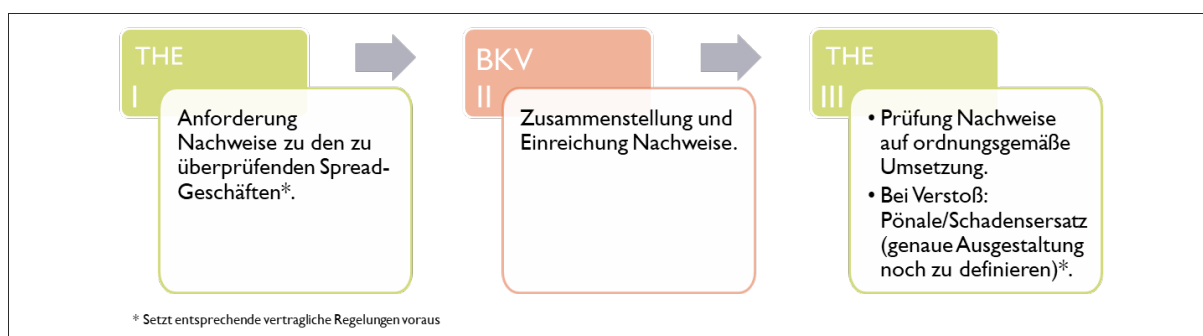 THE
I
Anforderung
Nachweise zu den zu
überprüfenden Spread-
Geschäften*.
BKV
II
Zusammenstellung und
Einreichung Nachweise.
THE
III
• Prüfung Nachweise
auf ordnungsgemäße
Umsetzung.
• Bei Verstoß:
Pönale/Schadensersatz
(genaue Ausgestaltung
noch zu definieren)*.
* Setzt entsprechende vertragliche Regelungen voraus